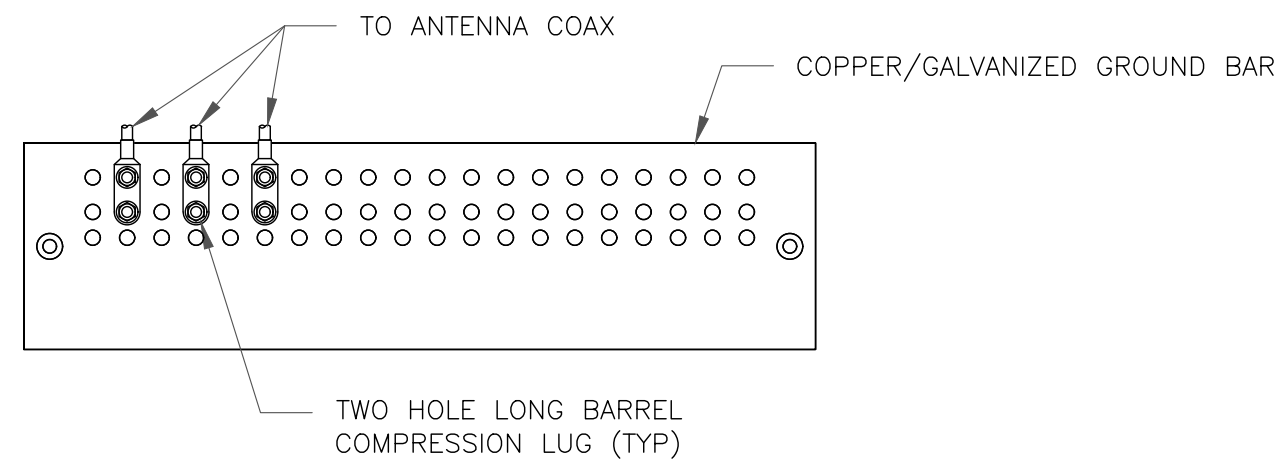 TO ANTENNA COAX
COPPER/GALVANIZED GROUND BAR
TWO HOLE LONG BARREL
COMPRESSION LUG (TYP)